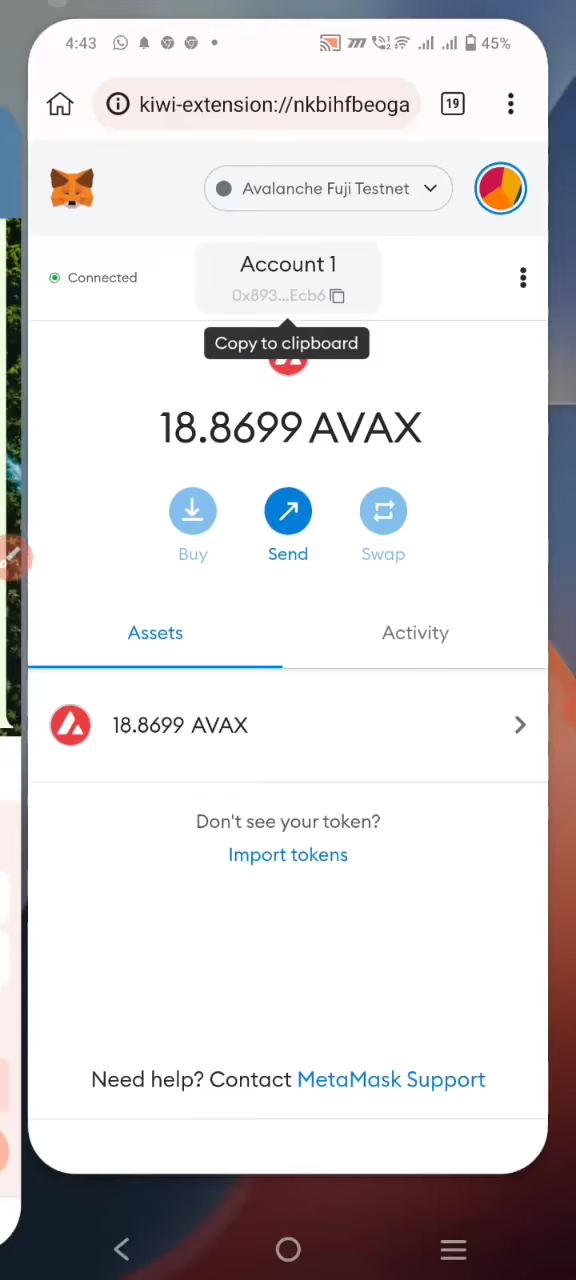 4:43
45%
kiwi-extension://nkbihfbeoga
19
Avalanche Fuji Testnet
Connected
Account 1
0x893...Ecb6
Copy to clipboard
18.8699 AVAX
Buy
Send
Swap
Assets
Activity
18.8699 AVAX
Don't see your token?
Import tokens
Need help? Contact MetaMask Support